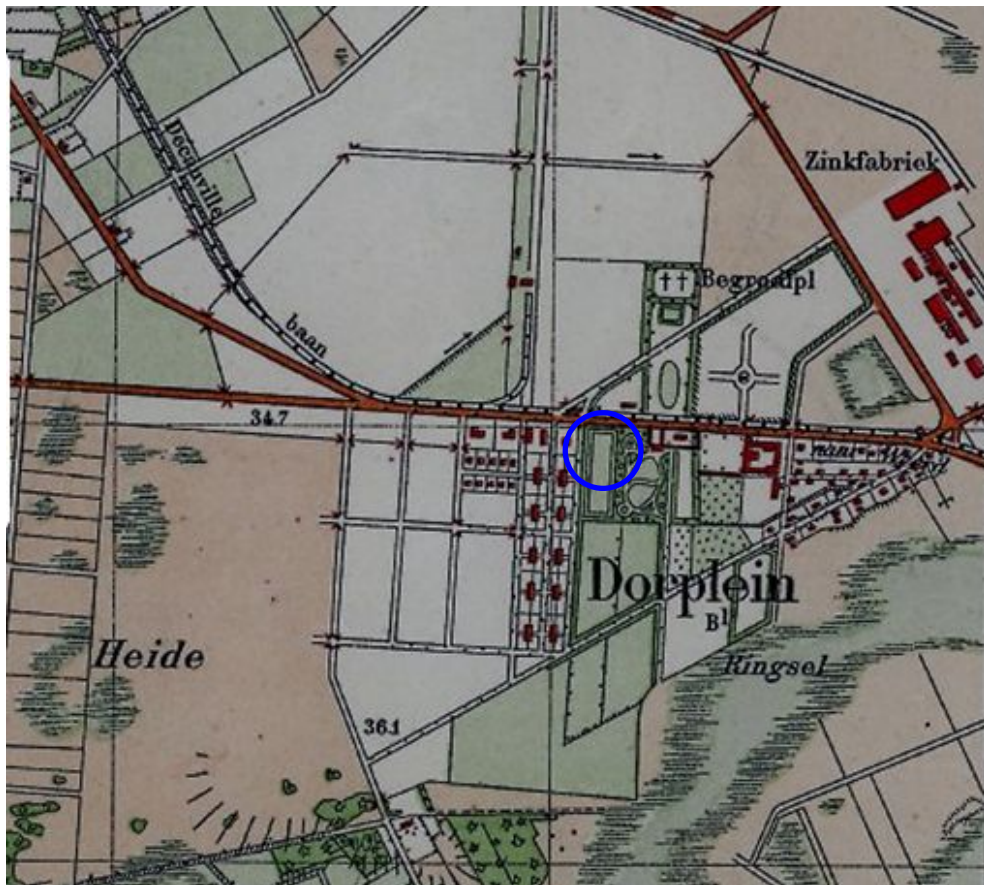 Decauville
baan
Zinkfabriek
††
Begraafpl
34.7
Dorplein
Bl
Heide
Ringsel
36.1